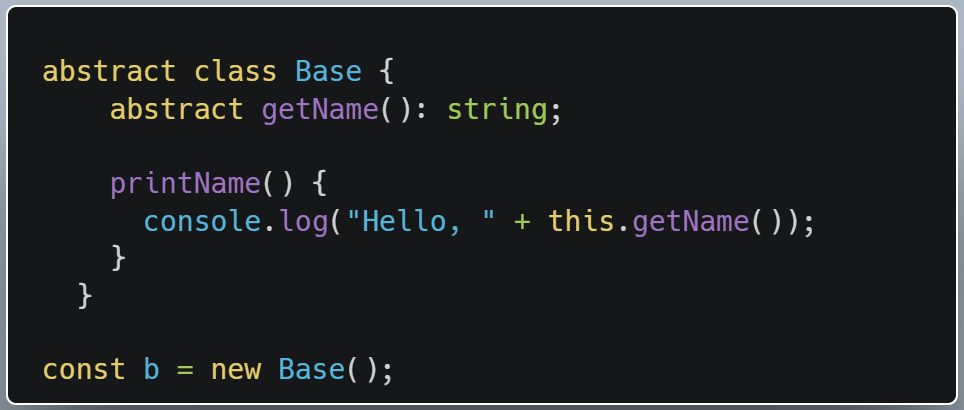 abstract class Base {
    abstract getName(): string;

    printName() {
      console.log("Hello, " + this.getName());
    }
  }

const b = new Base();